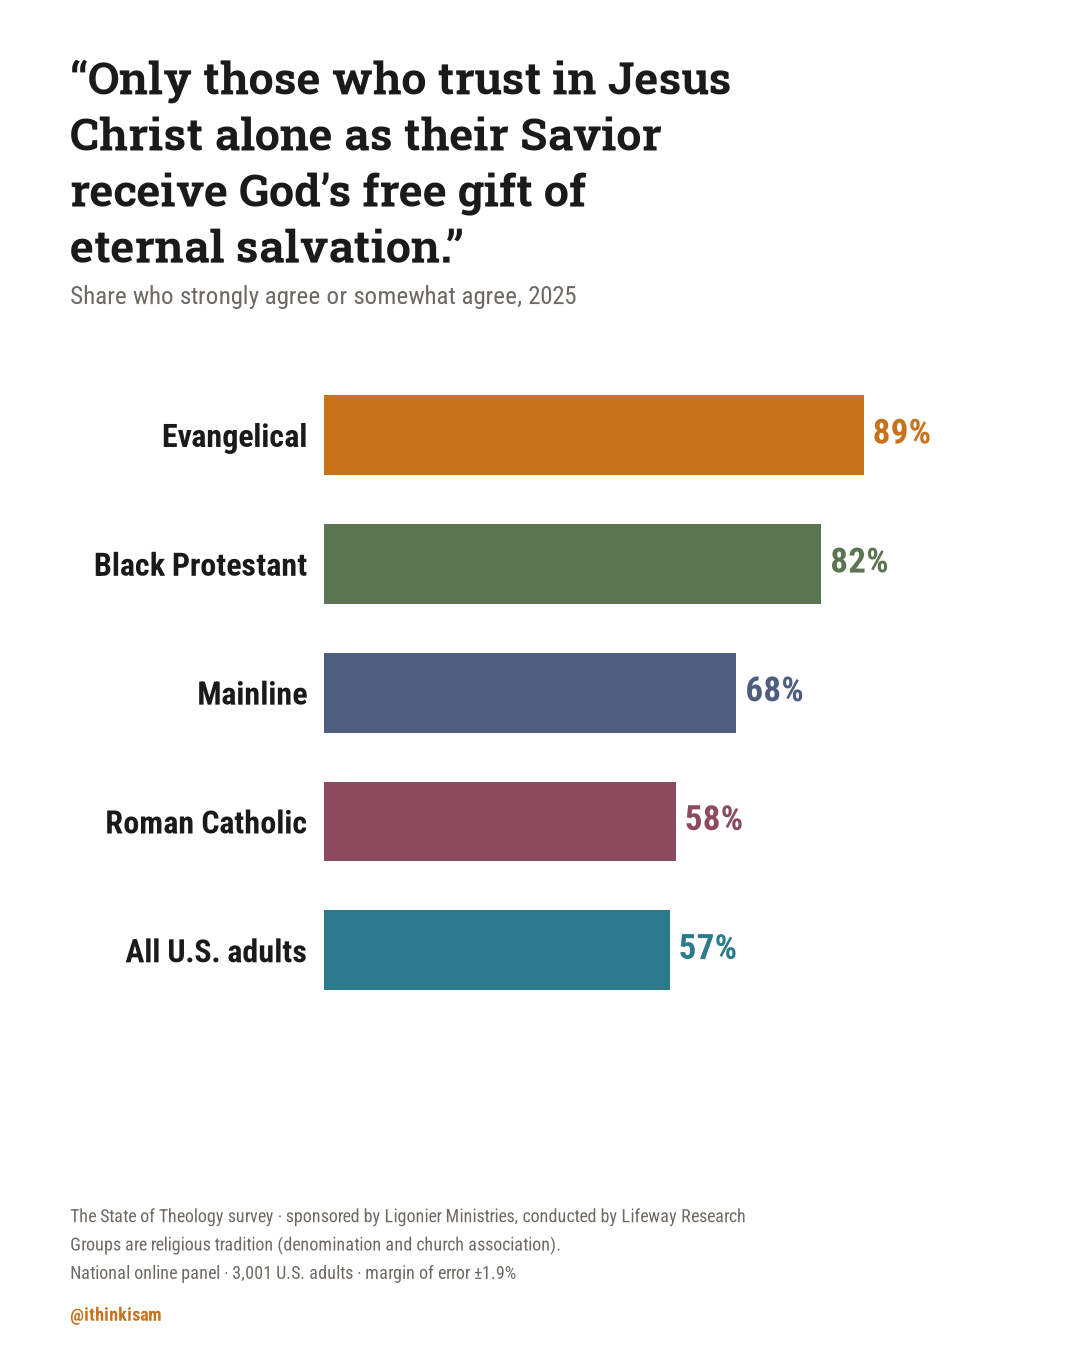 “Only those who trust in Jesus
Christ alone as their Savior
receive God’s free gift of
eternal salvation.”
Share who strongly agree or somewhat agree, 2025
Evangelical 89%
Black Protestant 82%
Mainline 68%
Roman Catholic 58%
All U.S. adults 57%
The State of Theology survey · sponsored by Ligonier Ministries, conducted by Lifeway Research
Groups are religious tradition (denomination and church association).
National online panel · 3,001 U.S. adults · margin of error ±1.9%
@ithinkisam